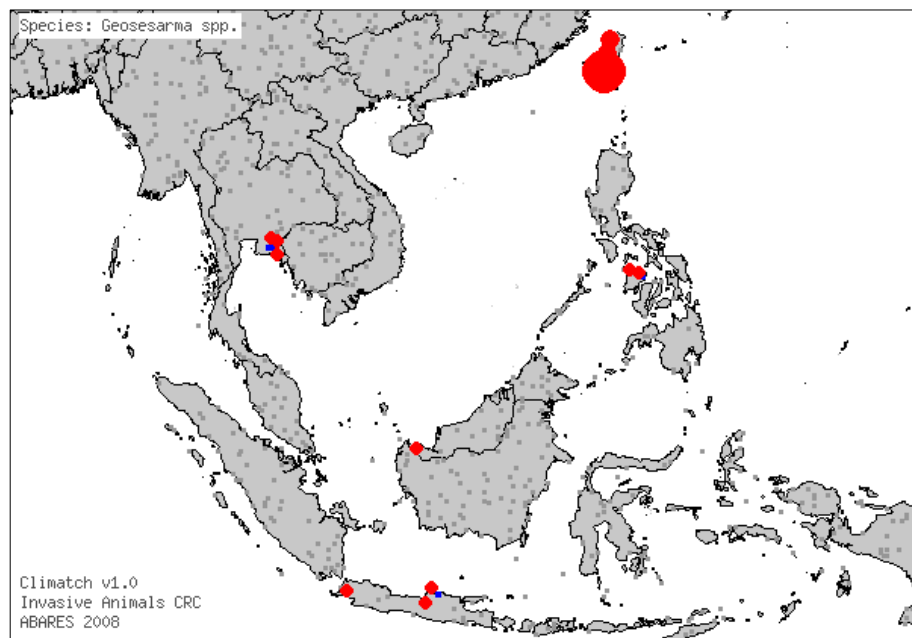 Species: Geosesarma spp.
Climatch v1.0
Invasive Animals CRC
ABARES 2008